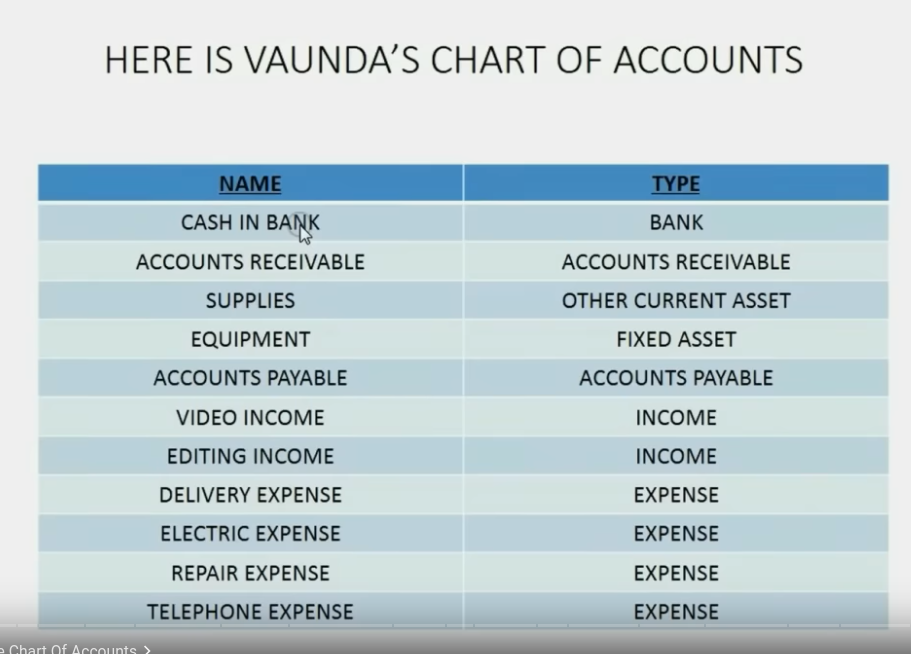 HERE IS VAUNDA'S CHART OF ACCOUNTS
NAME TYPE
CASH IN BANK BANK
ACCOUNTS RECEIVABLE ACCOUNTS RECEIVABLE
SUPPLIES OTHER CURRENT ASSET
EQUIPMENT FIXED ASSET
ACCOUNTS PAYABLE ACCOUNTS PAYABLE
VIDEO INCOME INCOME
EDITING INCOME INCOME
DELIVERY EXPENSE EXPENSE
ELECTRIC EXPENSE EXPENSE
REPAIR EXPENSE EXPENSE
TELEPHONE EXPENSE EXPENSE
Chart Of Accounts